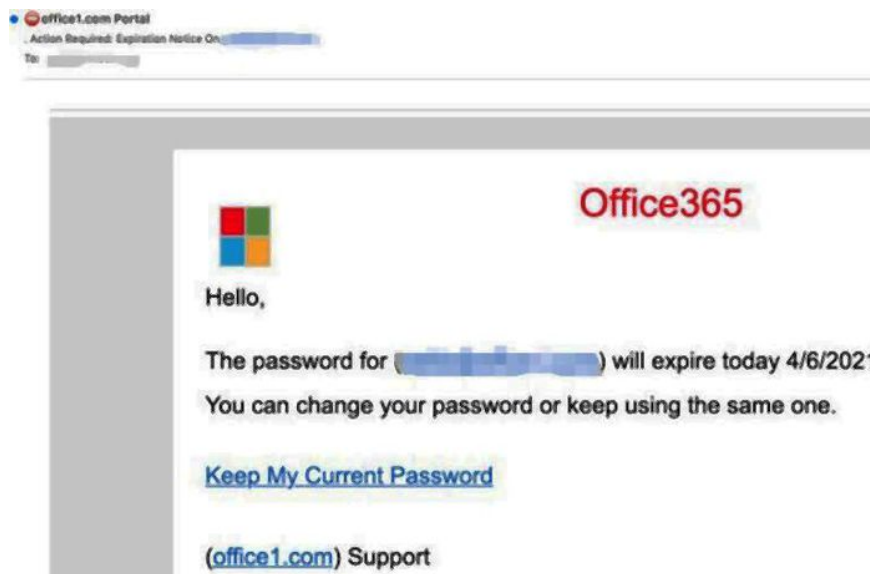 office1.com Portal
Action Required: Expiration Notice On
To:
Office365
Hello,
The password for ( ) will expire today 4/6/2021
You can change your password or keep using the same one.
Keep My Current Password
(office1.com) Support